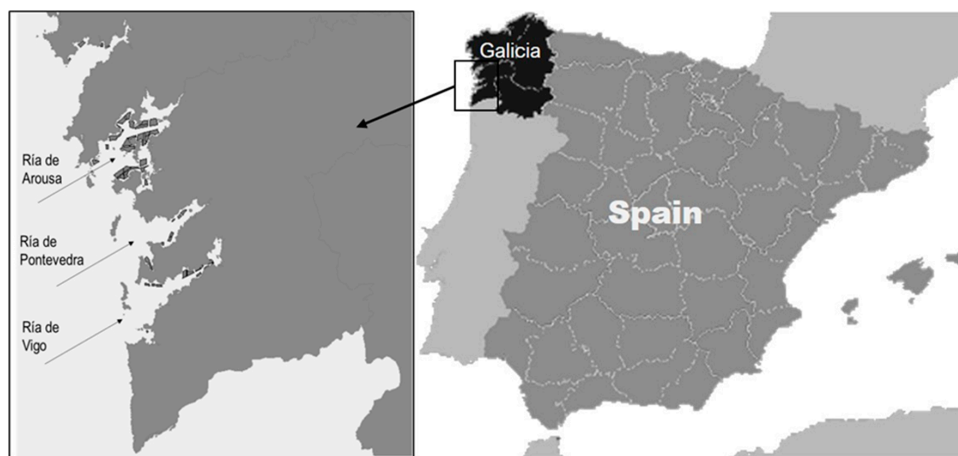 Galicia
Spain
Ría de
Arousa
Ría de
Pontevedra
Ría de
Vigo